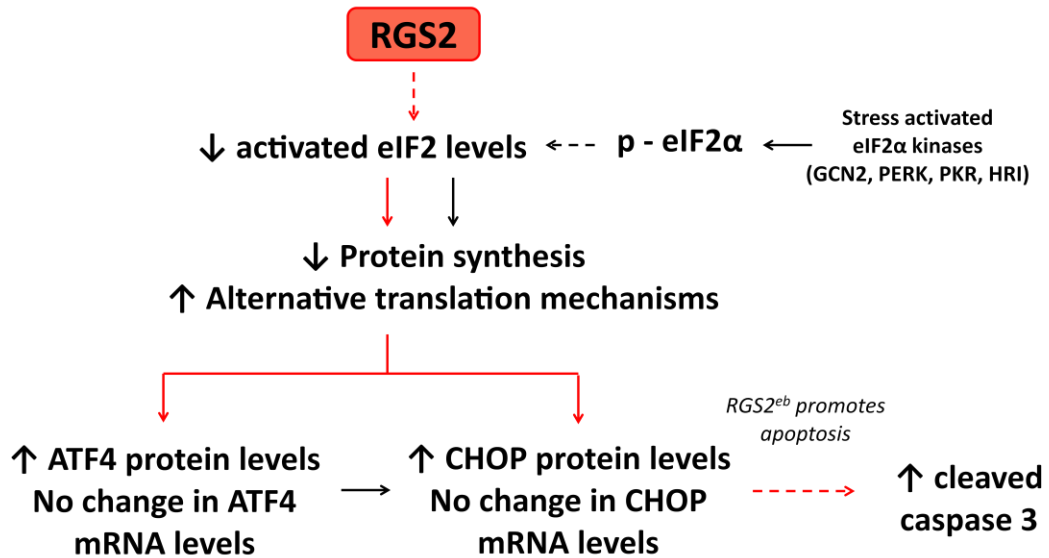 RGS2
↓ activated eIF2 levels
p - eIF2α
Stress activated
eIF2α kinases
(GCN2, PERK, PKR, HRI)
↓ Protein synthesis
↑ Alternative translation mechanisms
↑ ATF4 protein levels
No change in ATF4
mRNA levels
↑ CHOP protein levels
No change in CHOP
mRNA levels
RGS2ᵉᵇ promotes
apoptosis
↑ cleaved
caspase 3